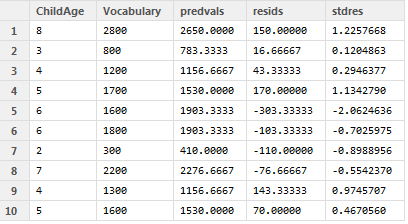 ChildAge Vocabulary predvals resids stdres
1 8 2800 2650.0000 150.00000 1.2257668
2 3 800 783.3333 16.66667 0.1204863
3 4 1200 1156.6667 43.33333 0.2946377
4 5 1700 1530.0000 170.00000 1.1342790
5 6 1600 1903.3333 -303.33333 -2.0624636
6 6 1800 1903.3333 -103.33333 -0.7025975
7 2 300 410.0000 -110.00000 -0.8988956
8 7 2200 2276.6667 -76.66667 -0.5542370
9 4 1300 1156.6667 143.33333 0.9745707
10 5 1600 1530.0000 70.00000 0.4670560